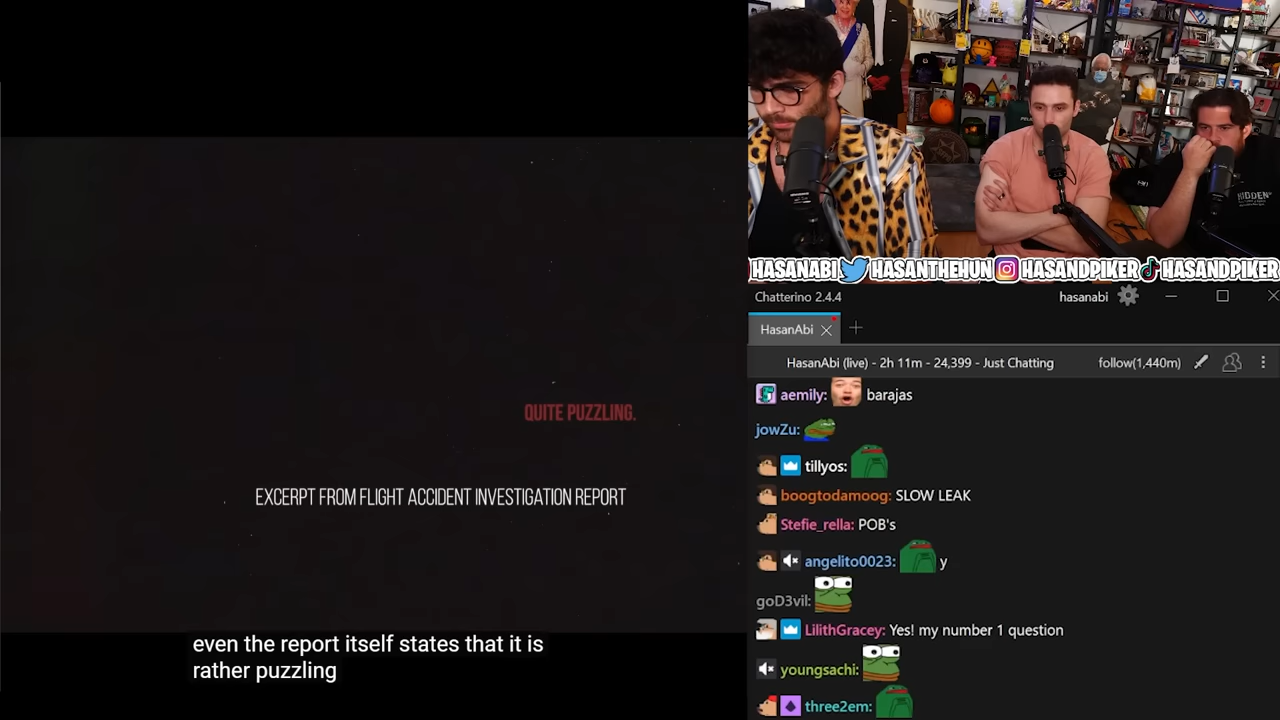 QUITE PUZZLING.
EXCERPT FROM FLIGHT ACCIDENT INVESTIGATION REPORT
even the report itself states that it is
rather puzzling
HIDDEN
HASANABI HASANTHEHUN HASANDPIKER HASANDPIKER
Chatterino 2.4.4 hasanabi
HasanAbi
HasanAbi (live) - 2h 11m - 24,399 - Just Chatting follow(1,440m)
aemily: barajas
jowZu:
tillyos:
boogtodamoog: SLOW LEAK
Stefie_rella: POB's
angelito0023: y
goD3vil:
LilithGracey: Yes! my number 1 question
youngsachi:
three2em: